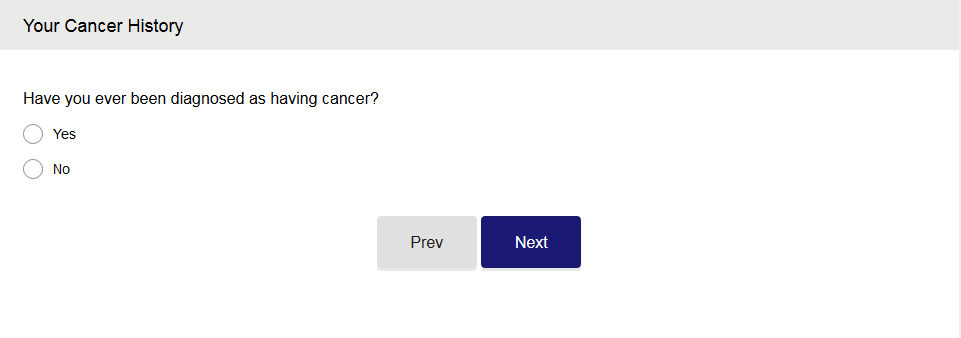 Your Cancer History
Have you ever been diagnosed as having cancer?
Yes
No
Prev
Next